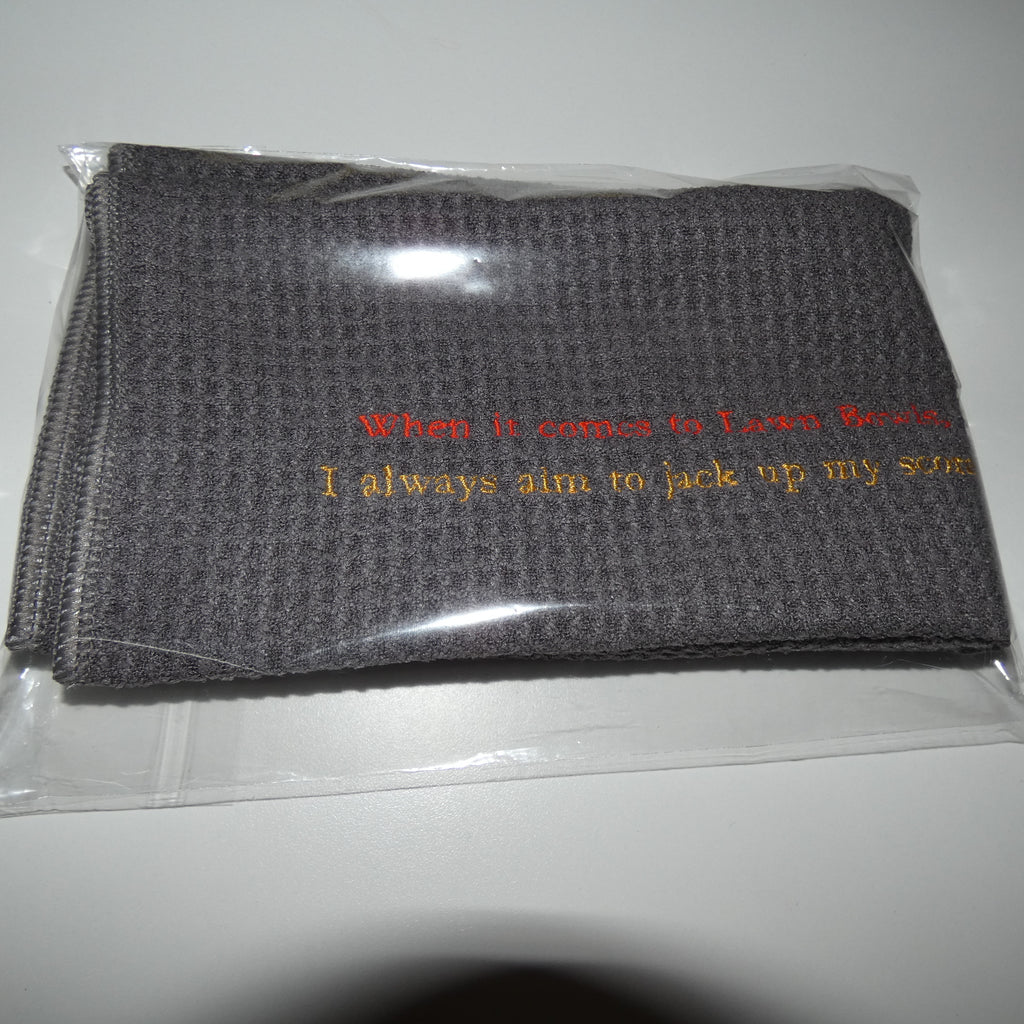 When it comes to Lawn Bowls,
I always aim to jack up my